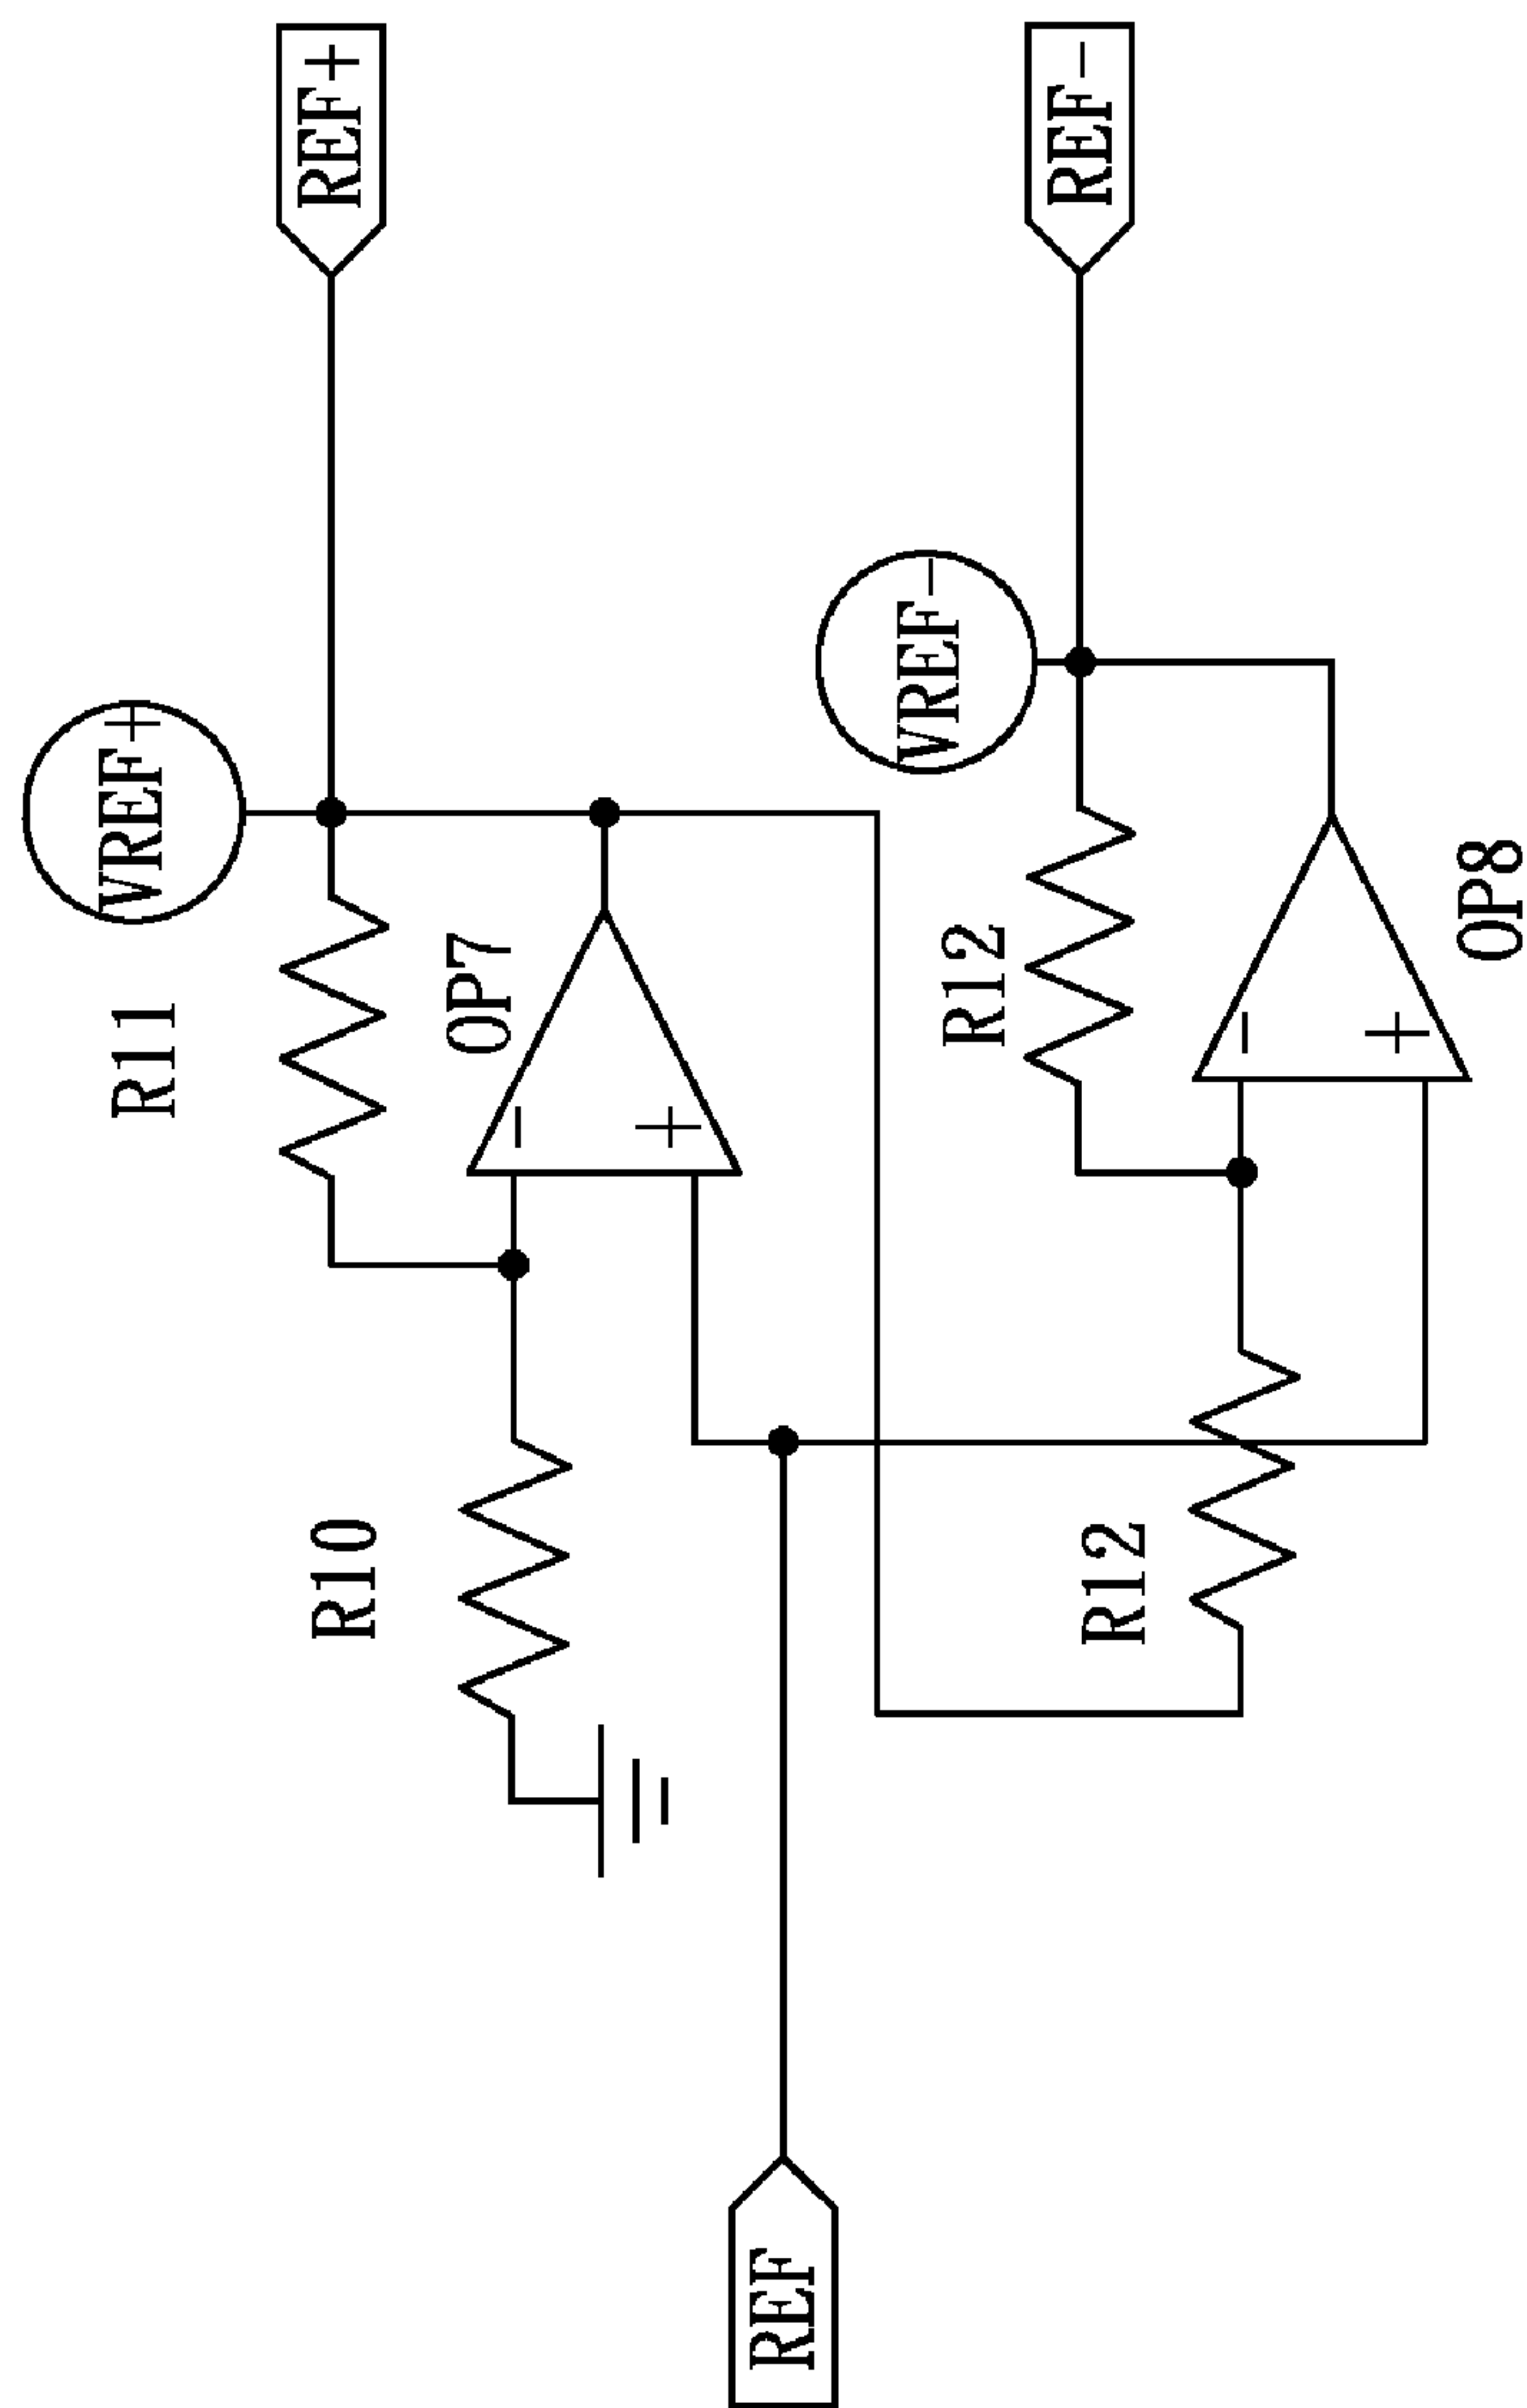 REF+
REF-
VREF+
VREF-
R11
OP7
R12
OP8
-
+
-
+
R10
R12
REF